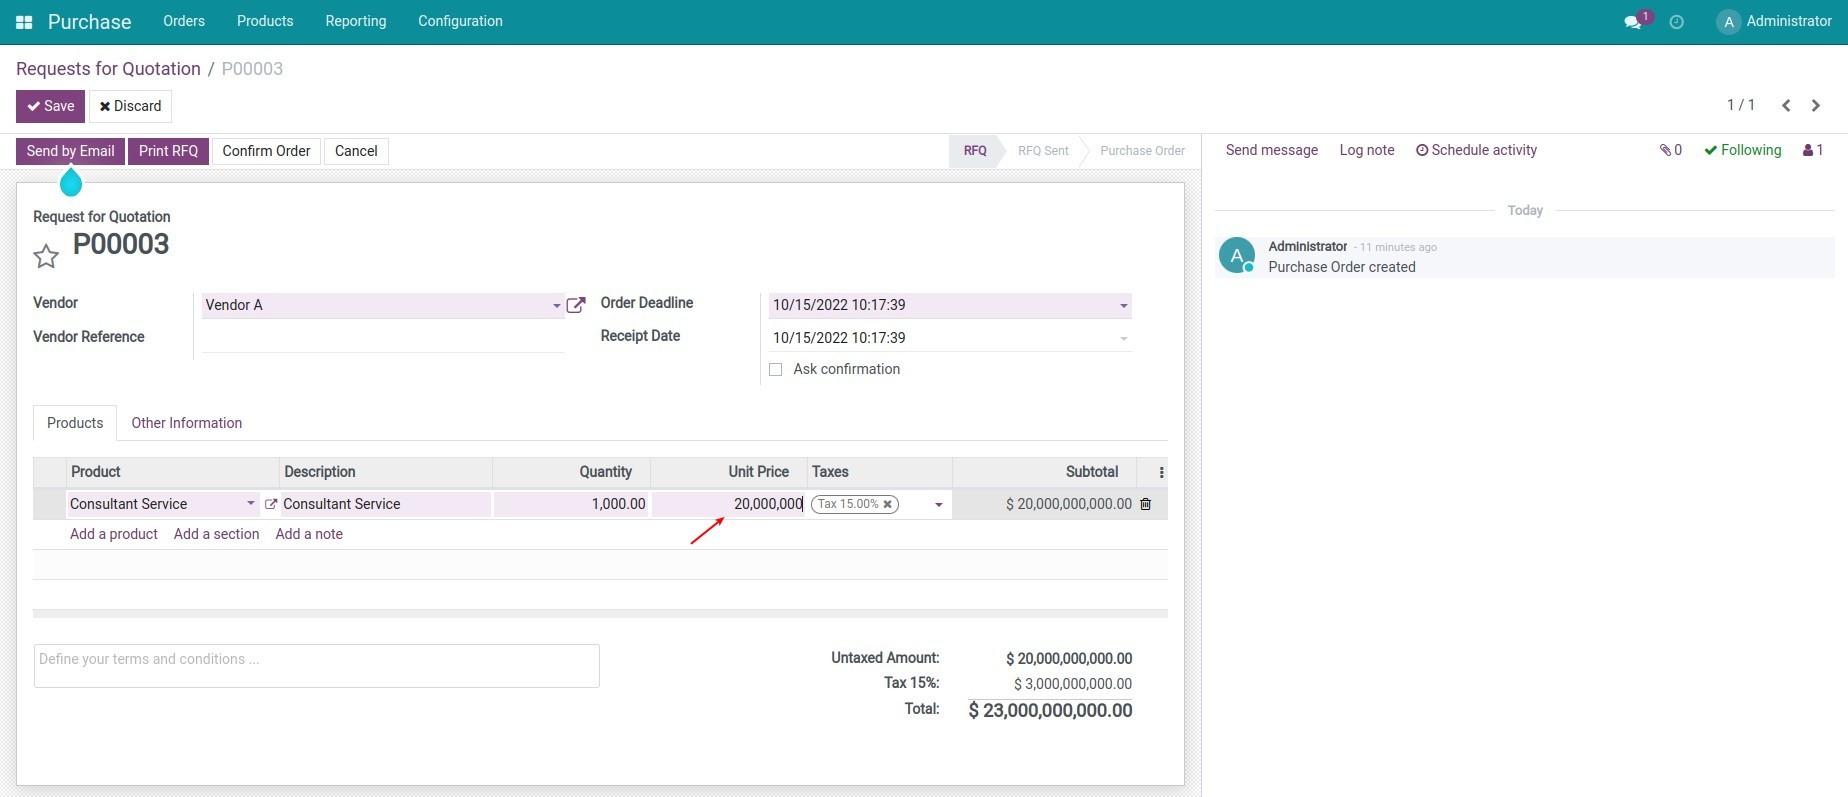 Purchase Orders Products Reporting Configuration 1 A Administrator
Requests for Quotation / P00003
Save Discard 1 / 1
Send by Email Print RFQ Confirm Order Cancel RFQ RFQ Sent Purchase Order
Send message Log note Schedule activity 0 Following 1
Request for Quotation
P00003
Vendor Vendor A
Vendor Reference
Order Deadline 10/15/2022 10:17:39
Receipt Date 10/15/2022 10:17:39
Ask confirmation
Products Other Information
Product Description Quantity Unit Price Taxes Subtotal
Consultant Service Consultant Service 1,000.00 20,000,000 Tax 15.00% $ 20,000,000,000.00
Add a product Add a section Add a note
Define your terms and conditions ...
Untaxed Amount: $ 20,000,000,000.00
Tax 15%: $ 3,000,000,000.00
Total: $ 23,000,000,000.00
Today
A Administrator - 11 minutes ago
Purchase Order created